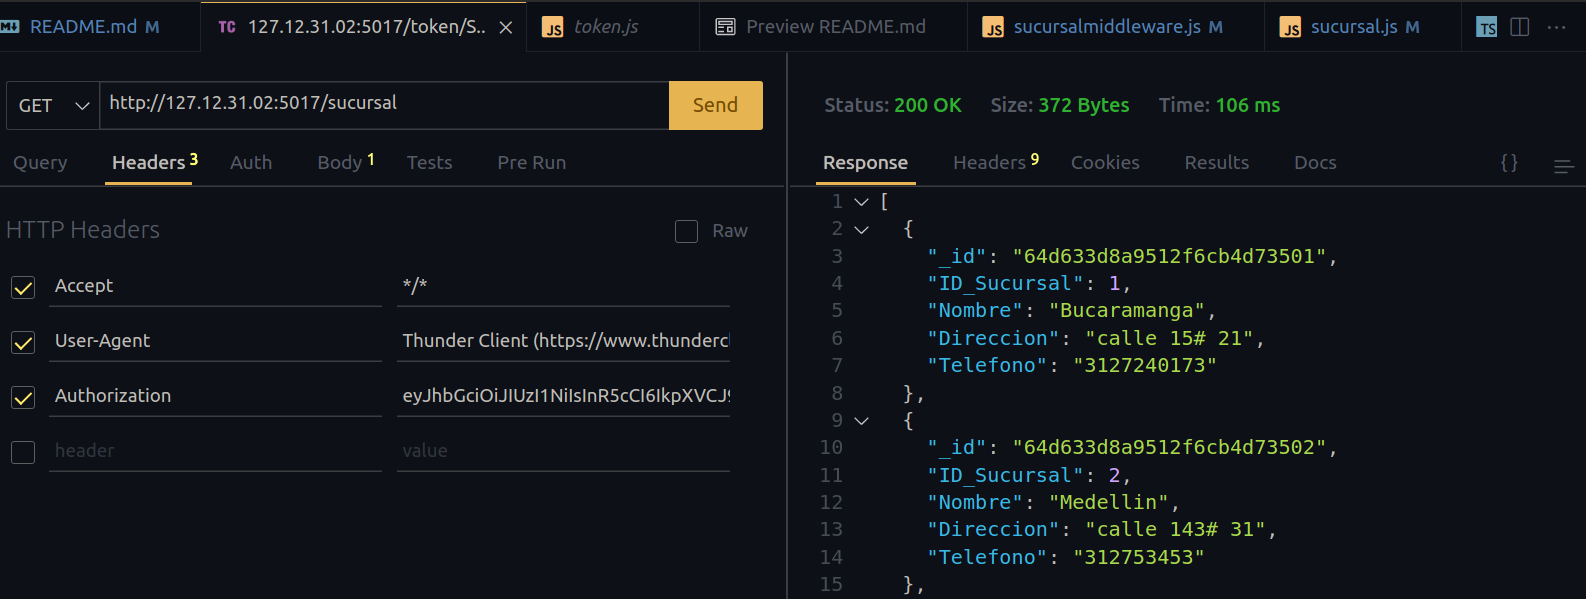 README.md M
TC 127.12.31.02:5017/token/S..
JS token.js
Preview README.md
JS sucursalmiddleware.js M
JS sucursal.js M
TS
GET
http://127.12.31.02:5017/sucursal
Send
Query
Headers 3
Auth
Body 1
Tests
Pre Run
HTTP Headers
Raw
Accept
*/*
User-Agent
Thunder Client (https://www.thundercl
Authorization
eyJhbGciOiJIUzI1NiIsInR5cCI6IkpXVCJ9
header
value
Status: 200 OK Size: 372 Bytes Time: 106 ms
Response
Headers 9
Cookies
Results
Docs
{}
1 [
2 {
3 "_id": "64d633d8a9512f6cb4d73501",
4 "ID_Sucursal": 1,
5 "Nombre": "Bucaramanga",
6 "Direccion": "calle 15# 21",
7 "Telefono": "3127240173"
8 },
9 {
10 "_id": "64d633d8a9512f6cb4d73502",
11 "ID_Sucursal": 2,
12 "Nombre": "Medellin",
13 "Direccion": "calle 143# 31",
14 "Telefono": "312753453"
15 },